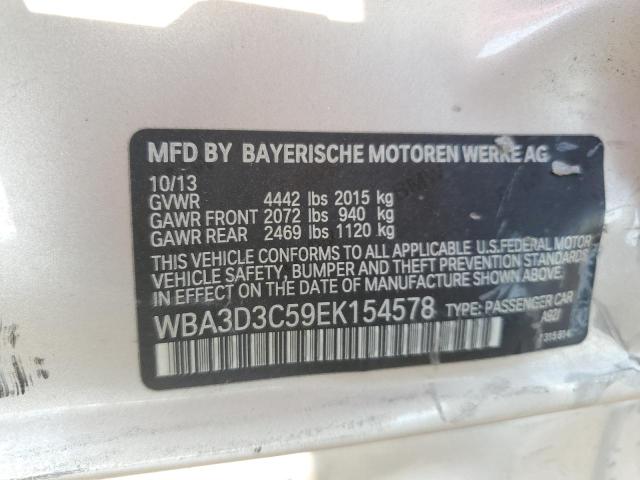 MFD BY BAYERISCHE MOTOREN WERKE AG
10/13
GVWR 4442 lbs 2015 kg
GAWR FRONT 2072 lbs 940 kg
GAWR REAR 2469 lbs 1120 kg
THIS VEHICLE CONFORMS TO ALL APPLICABLE U.S.FEDERAL MOTOR
VEHICLE SAFETY, BUMPER AND THEFT PREVENTION STANDARDS
IN EFFECT ON THE DATE OF MANUFACTURE SHOWN ABOVE.
WBA3D3C59EK154578 TYPE: PASSENGER CAR
A92I